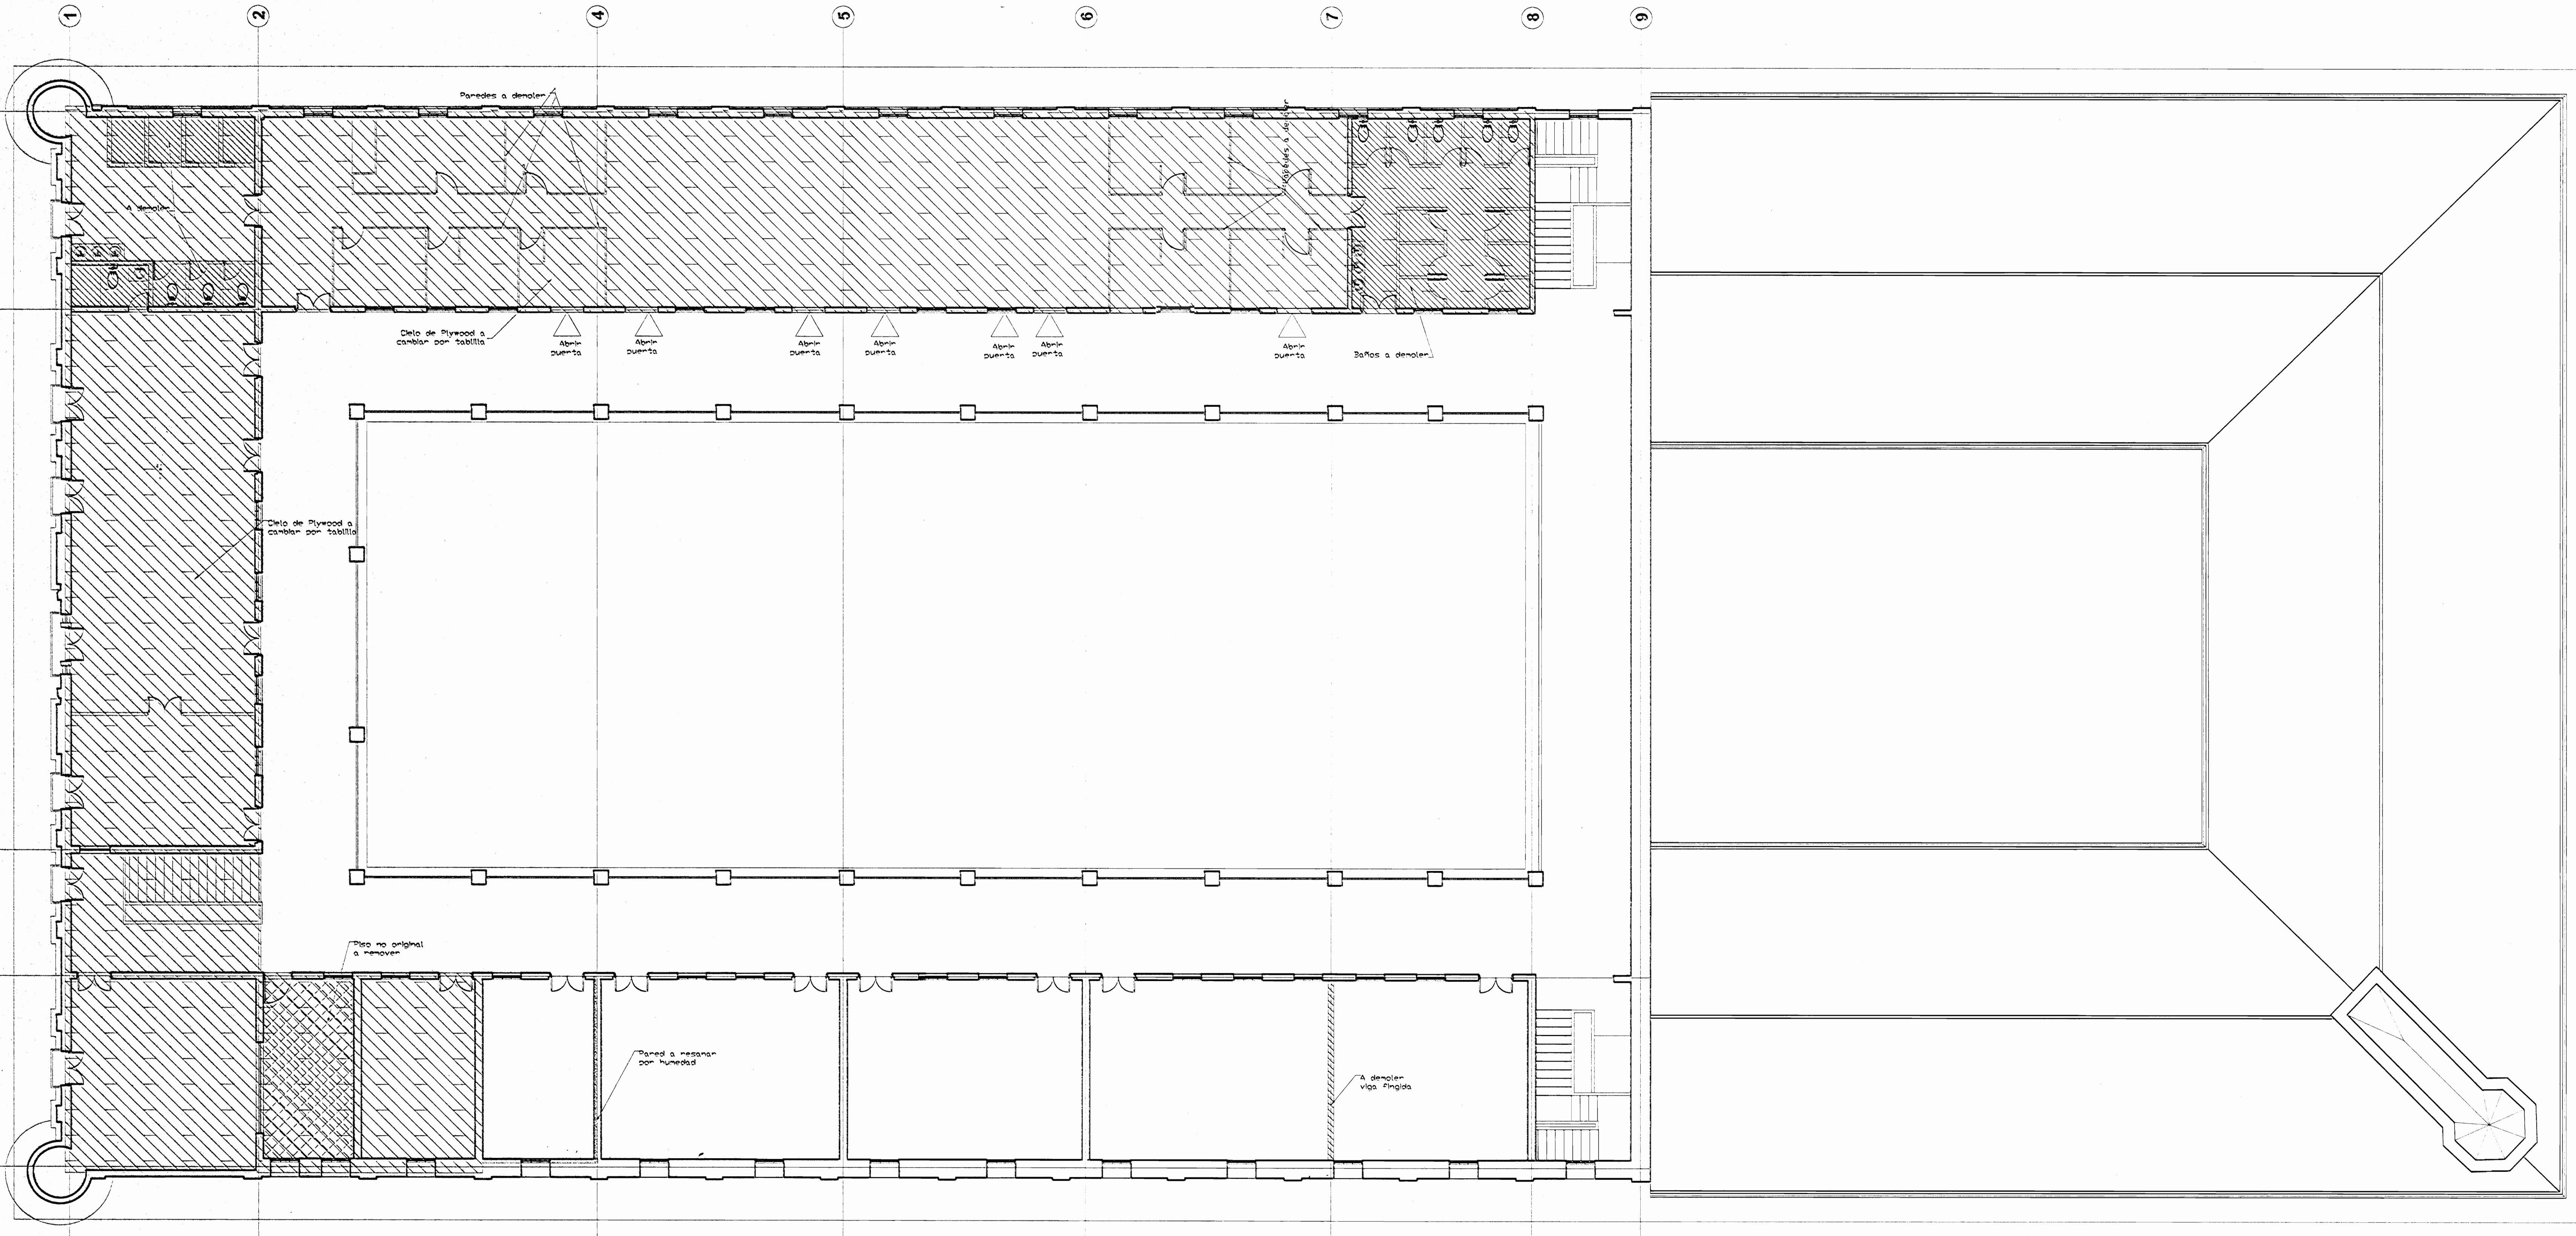 1
2
4
5
6
7
8
9
Paredes a demoler
Paredes a demoler
A demoler
Cielo de Plywood a
cambiar por tablilla
Abrir
puerta
Abrir
puerta
Abrir
puerta
Abrir
puerta
Abrir
puerta
Abrir
puerta
Abrir
puerta
Baños a demoler
Cielo de Plywood a
cambiar por tablilla
Piso no original
a remover
Pared a resanar
por humedad
A demoler
viga fingida